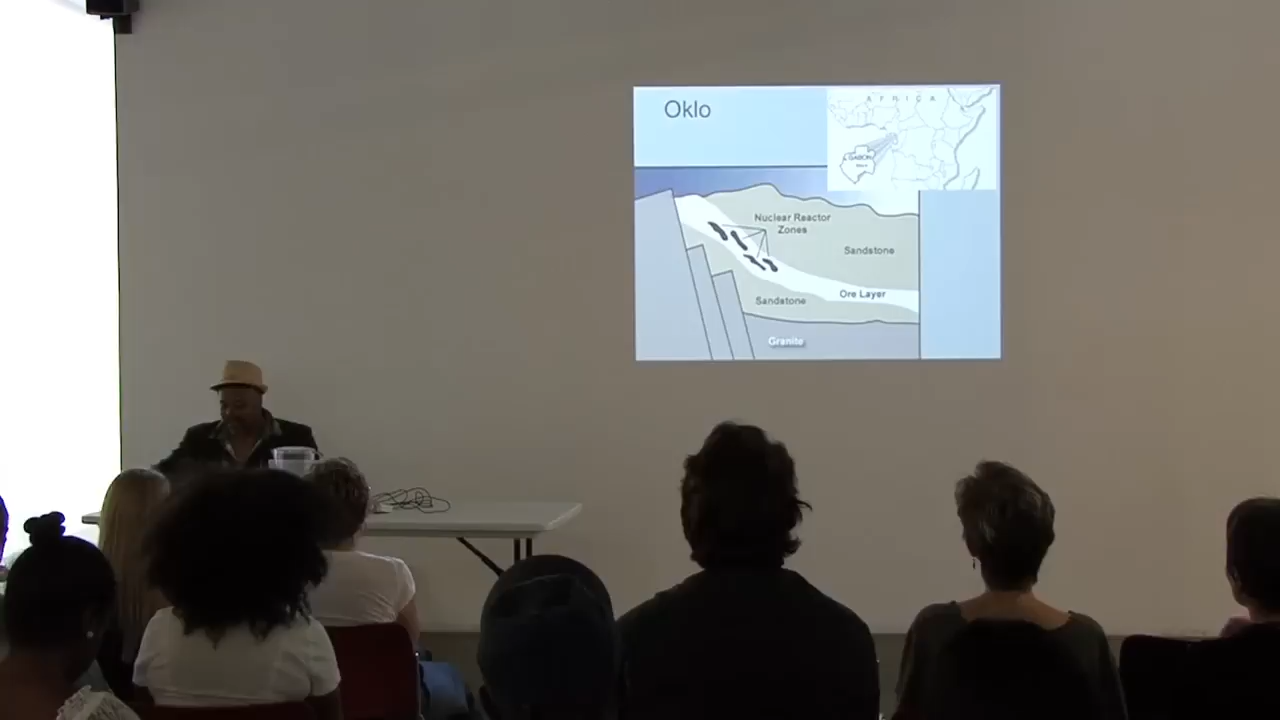 Oklo
AFRICA
GABON
Nuclear Reactor
Zones
Sandstone
Ore Layer
Sandstone
Granite